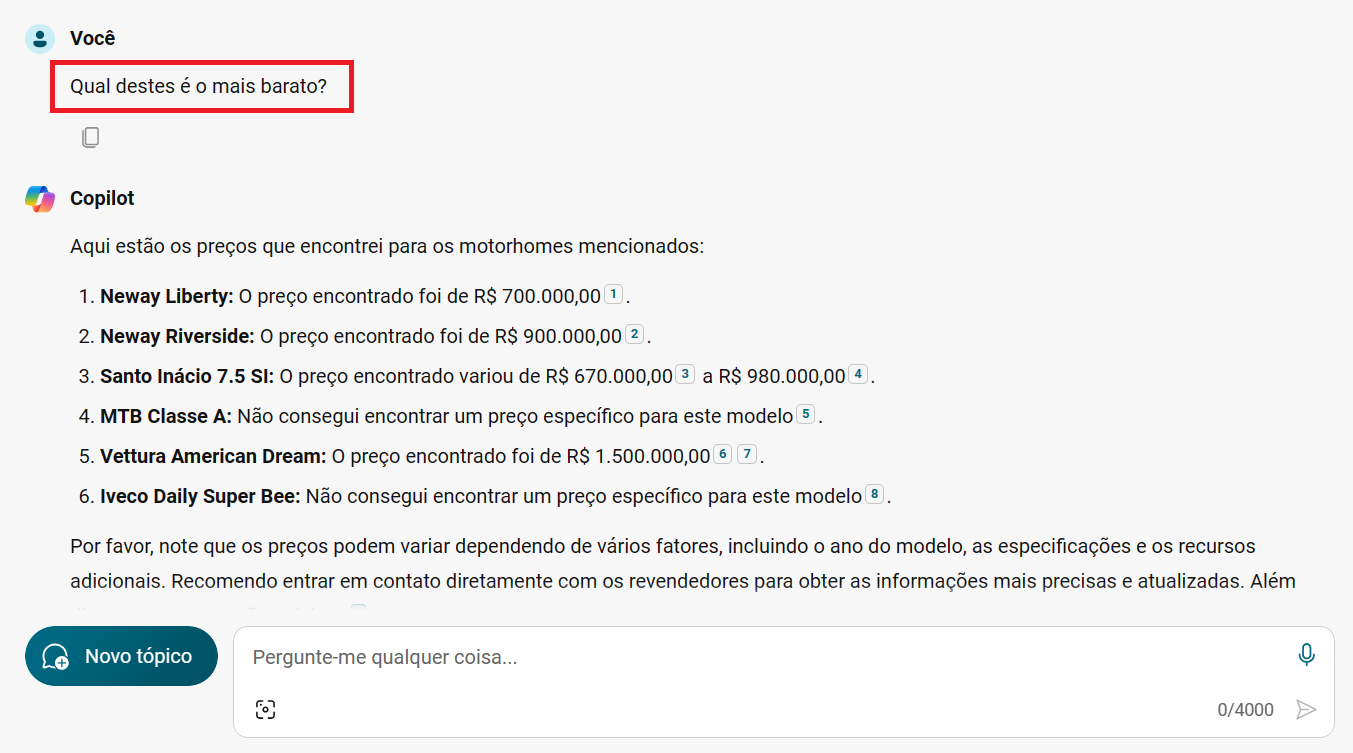 Você
Qual destes é o mais barato?
Copilot
Aqui estão os preços que encontrei para os motorhomes mencionados:
1. Neway Liberty: O preço encontrado foi de R$ 700.000,00 1 .
2. Neway Riverside: O preço encontrado foi de R$ 900.000,00 2 .
3. Santo Inácio 7.5 SI: O preço encontrado variou de R$ 670.000,00 3 a R$ 980.000,00 4 .
4. MTB Classe A: Não consegui encontrar um preço específico para este modelo 5 .
5. Vettura American Dream: O preço encontrado foi de R$ 1.500.000,00 6 7 .
6. Iveco Daily Super Bee: Não consegui encontrar um preço específico para este modelo 8 .
Por favor, note que os preços podem variar dependendo de vários fatores, incluindo o ano do modelo, as especificações e os recursos
adicionais. Recomendo entrar em contato diretamente com os revendedores para obter as informações mais precisas e atualizadas. Além
Novo tópico
Pergunte-me qualquer coisa...
0/4000